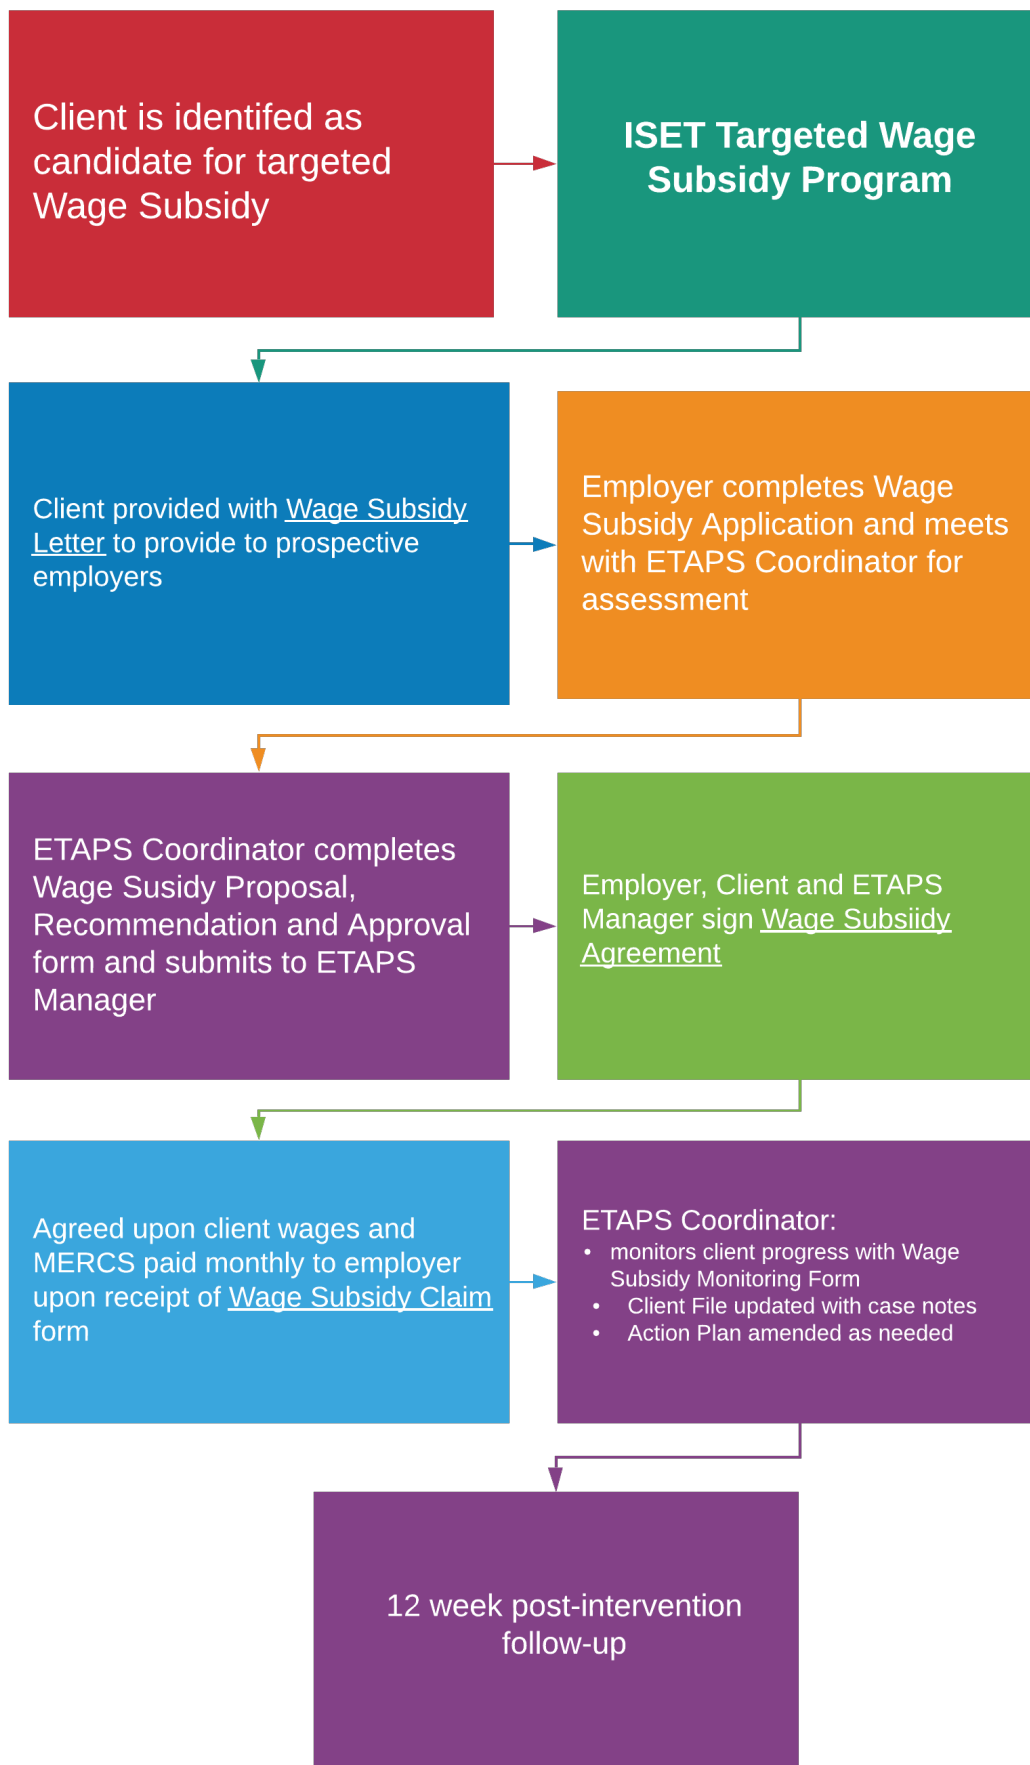 Client is identifed as
candidate for targeted
Wage Subsidy
ISET Targeted Wage
Subsidy Program
Client provided with Wage Subsidy
Letter to provide to prospective
employers
Employer completes Wage
Subsidy Application and meets
with ETAPS Coordinator for
assessment
ETAPS Coordinator completes
Wage Susidy Proposal,
Recommendation and Approval
form and submits to ETAPS
Manager
Employer, Client and ETAPS
Manager sign Wage Subsiidy
Agreement
Agreed upon client wages and
MERCS paid monthly to employer
upon receipt of Wage Subsidy Claim
form
ETAPS Coordinator:
• monitors client progress with Wage
Subsidy Monitoring Form
• Client File updated with case notes
• Action Plan amended as needed
12 week post-intervention
follow-up